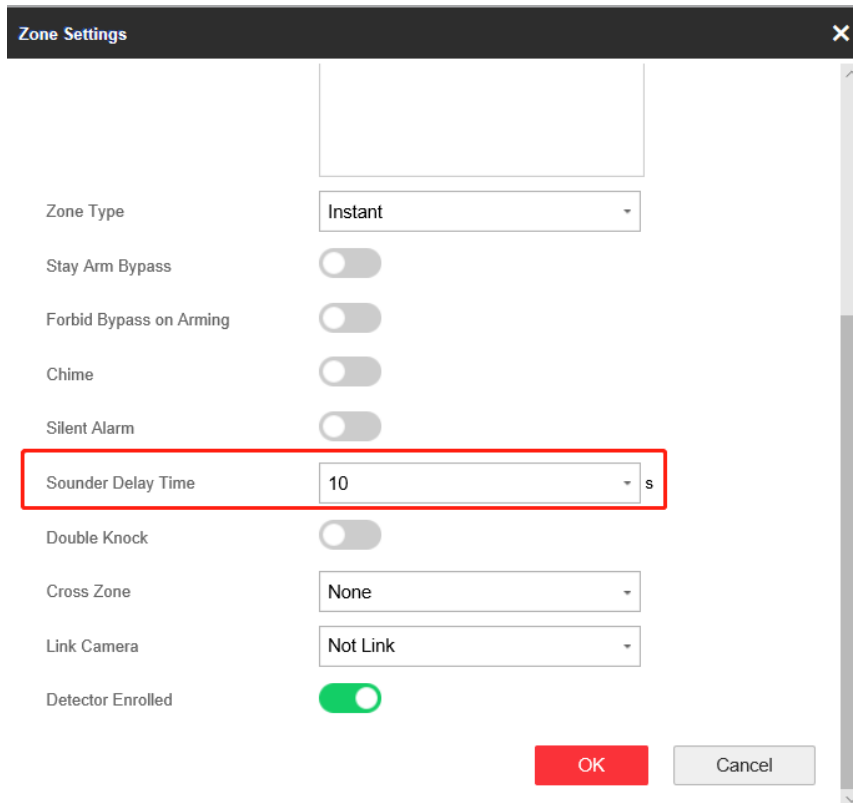 Zone Settings
Zone Type Instant
Stay Arm Bypass
Forbid Bypass on Arming
Chime
Silent Alarm
Sounder Delay Time 10 s
Double Knock
Cross Zone None
Link Camera Not Link
Detector Enrolled
OK Cancel